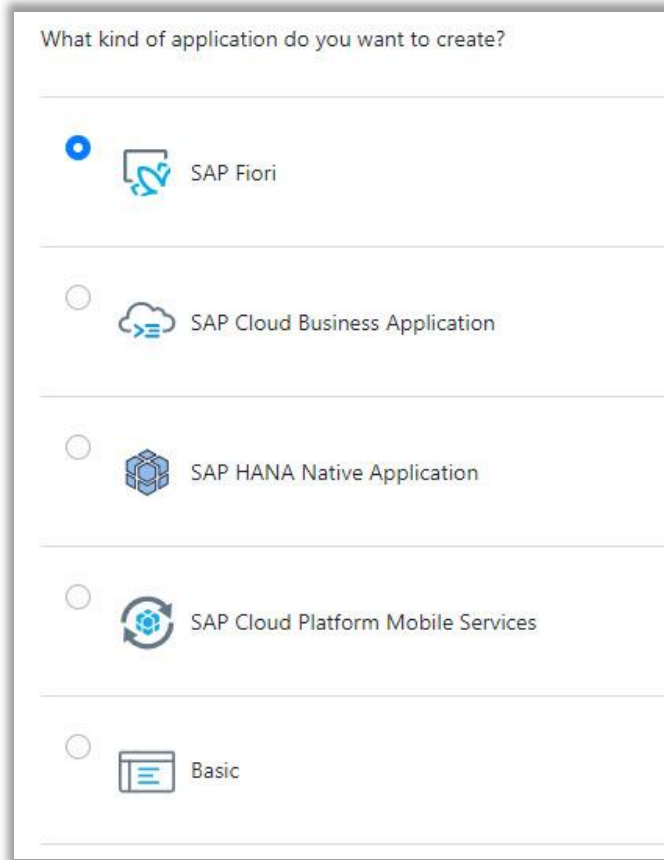 What kind of application do you want to create?
SAP Fiori
SAP Cloud Business Application
SAP HANA Native Application
SAP Cloud Platform Mobile Services
Basic